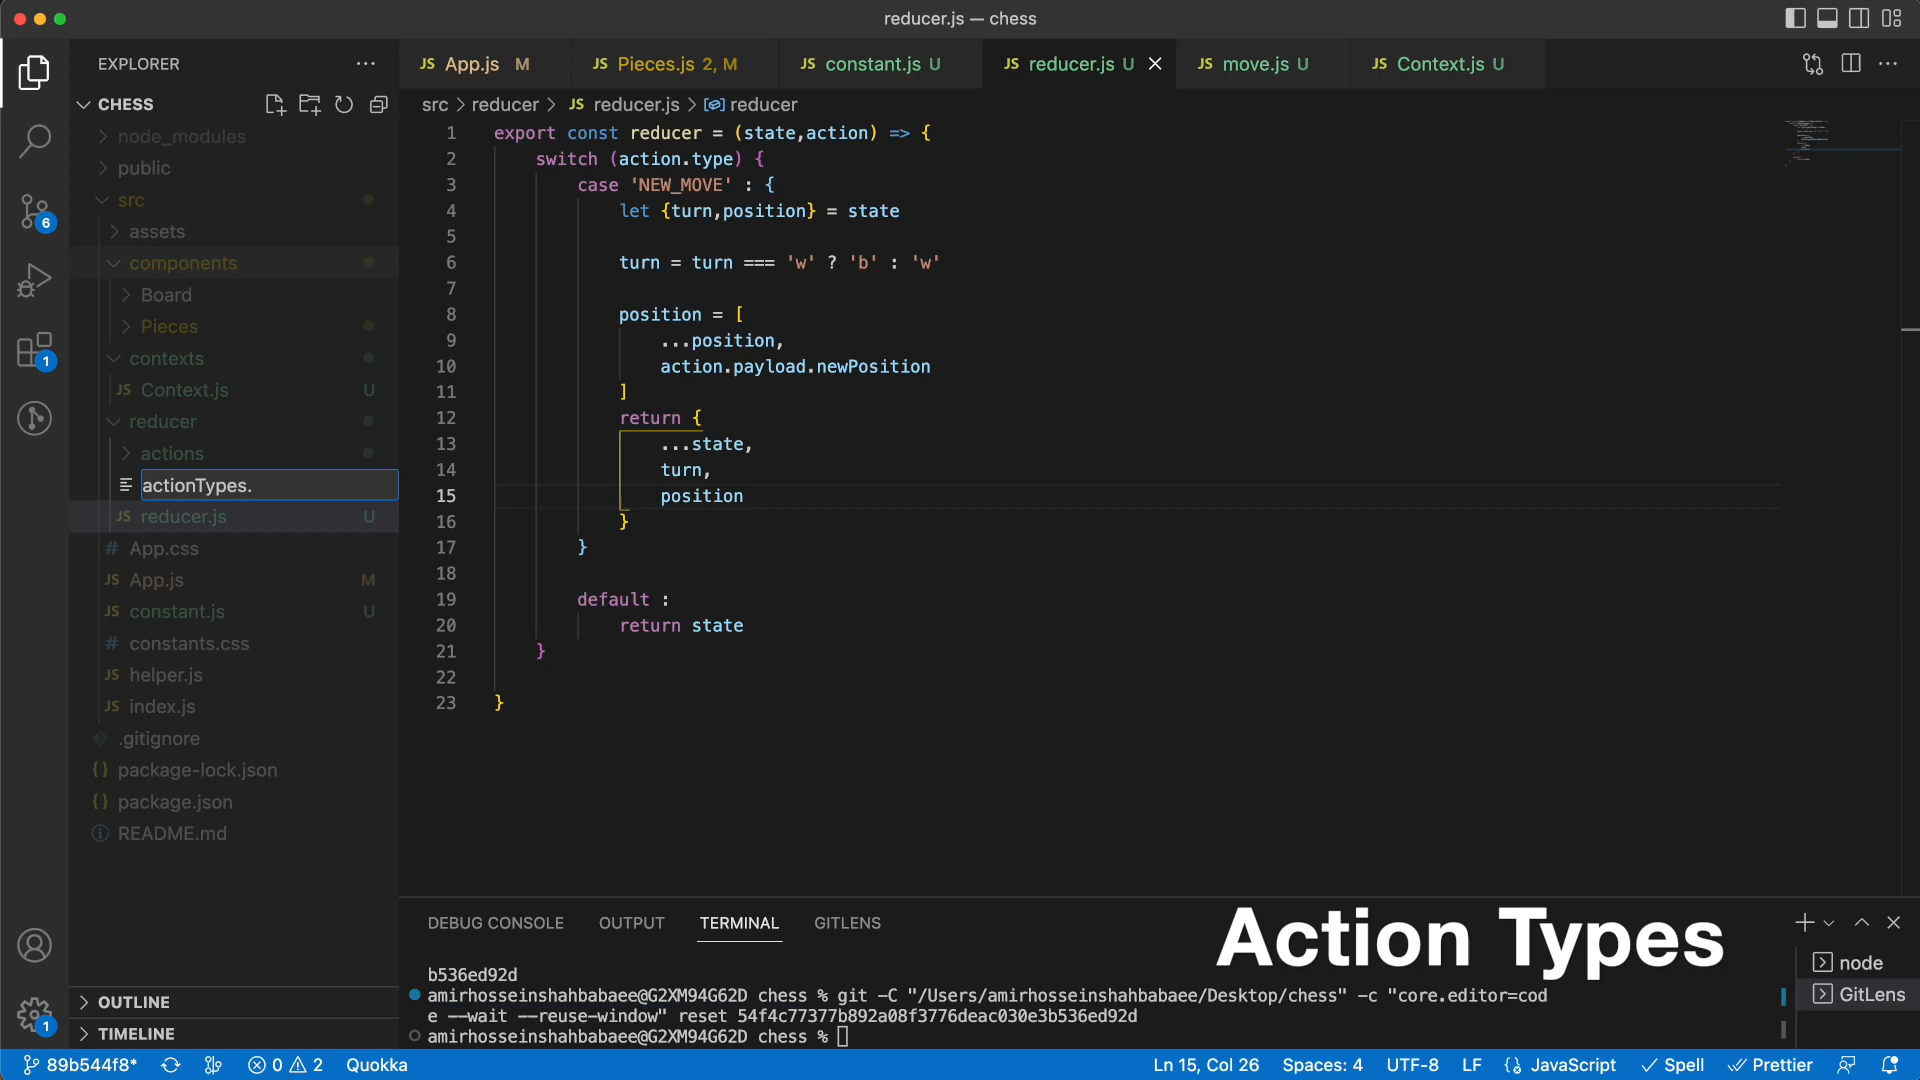 reducer.js — chess
EXPLORER
CHESS
node_modules
public
src
assets
components
Board
Pieces
contexts
JS Context.js U
reducer
actions
actionTypes.
JS reducer.js U
# App.css
JS App.js M
JS constant.js U
# constants.css
JS helper.js
JS index.js
.gitignore
{} package-lock.json
{} package.json
README.md
OUTLINE
TIMELINE
6
1
1
JS App.js M
JS Pieces.js 2, M
JS constant.js U
JS reducer.js U
JS move.js U
JS Context.js U
src > reducer > JS reducer.js > reducer
1 export const reducer = (state,action) => {
2 switch (action.type) {
3 case 'NEW_MOVE' : {
4 let {turn,position} = state
5
6 turn = turn === 'w' ? 'b' : 'w'
7
8 position = [
9 ...position,
10 action.payload.newPosition
11 ]
12 return {
13 ...state,
14 turn,
15 position
16 }
17 }
18
19 default :
20 return state
21 }
22
23 }
DEBUG CONSOLE OUTPUT TERMINAL GITLENS
Action Types
b536ed92d
amirhosseinshahbabaee@G2XM94G62D chess % git -C "/Users/amirhosseinshahbabaee/Desktop/chess" -c "core.editor=cod
e --wait --reuse-window" reset 54f4c77377b892a08f3776deac030e3b536ed92d
amirhosseinshahbabaee@G2XM94G62D chess %
node
GitLens
89b544f8* 0 2 Quokka
Ln 15, Col 26 Spaces: 4 UTF-8 LF {} JavaScript Spell Prettier